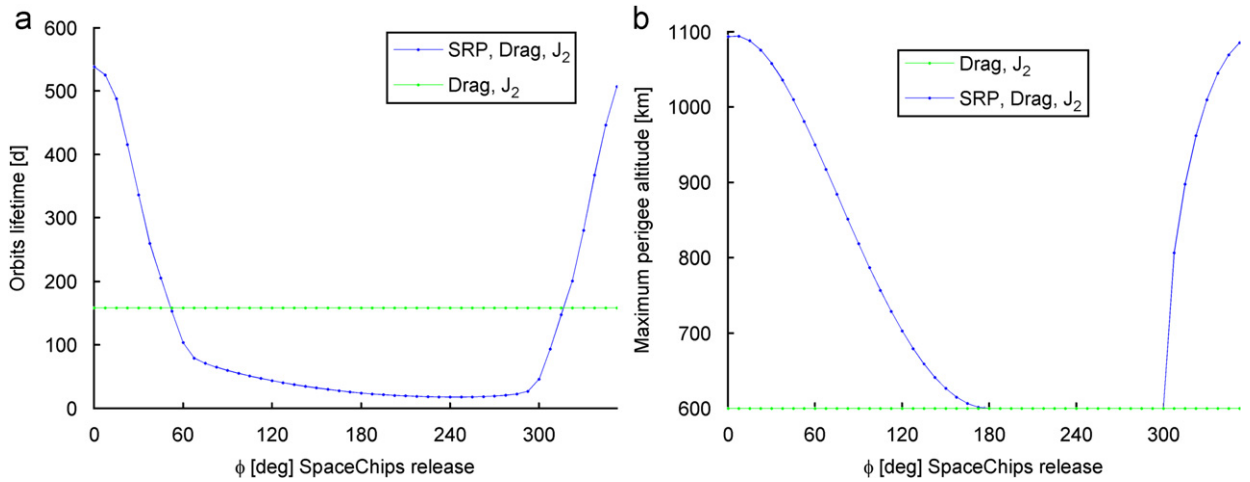 a
600
500
400
300
200
100
0
Orbits lifetime [d]
SRP, Drag, J2
Drag, J2
0 60 120 180 240 300
ϕ [deg] SpaceChips release
b
1100
1000
900
800
700
600
Maximum perigee altitude [km]
Drag, J2
SRP, Drag, J2
0 60 120 180 240 300
ϕ [deg] SpaceChips release